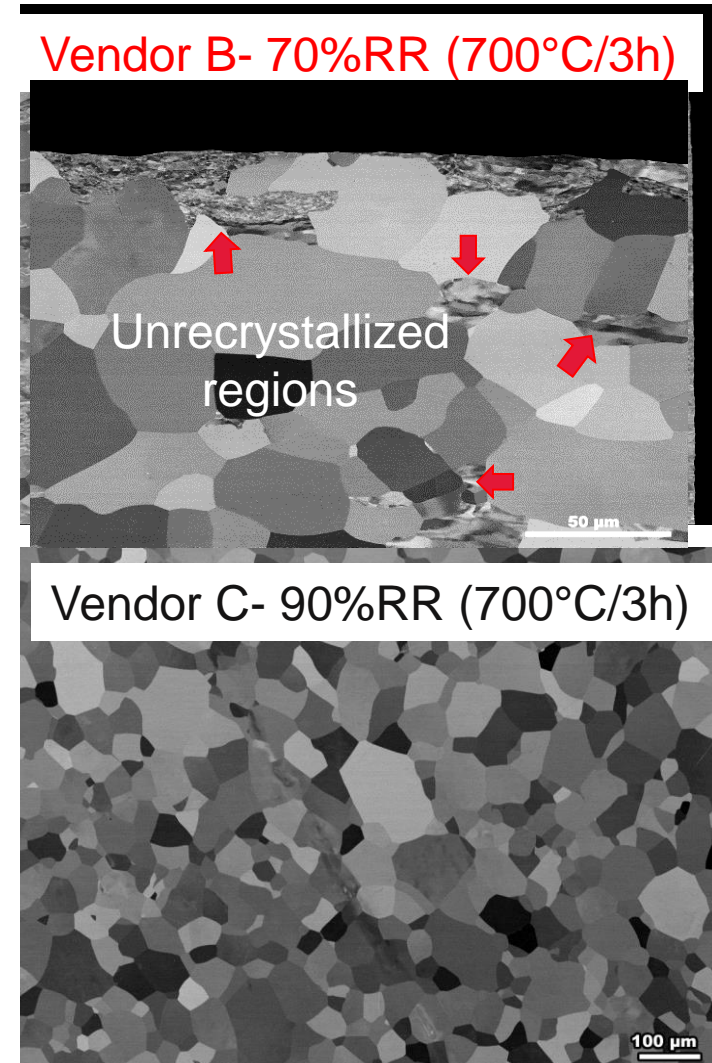 Vendor B- 70%RR (700°C/3h)
Unrecrystallized
regions
50 µm
Vendor C- 90%RR (700°C/3h)
100 µm